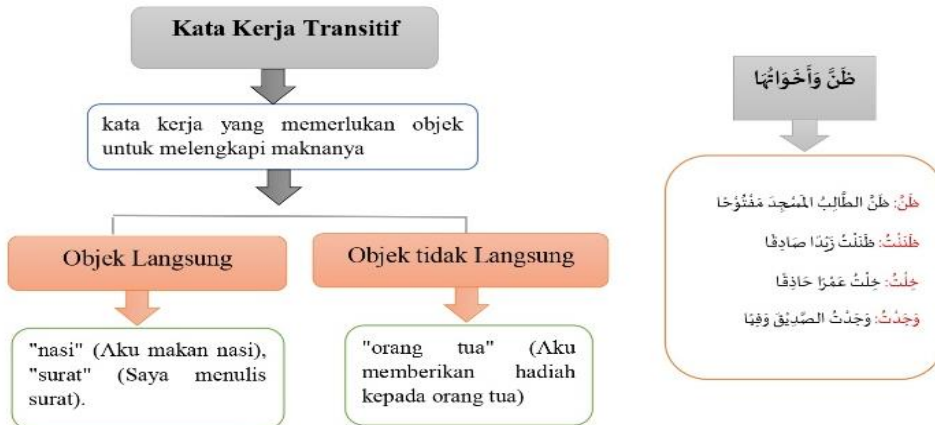 Kata Kerja Transitif
kata kerja yang memerlukan objek
untuk melengkapi maknanya
Objek Langsung
"nasi" (Aku makan nasi),
"surat" (Saya menulis
surat).
Objek tidak Langsung
"orang tua" (Aku
memberikan hadiah
kepada orang tua)
ظَنَّ وَأَخَوَاتُهَا
ظَنَّ: ظَنَّ الطَّالِبُ المَسْجِدَ مَفْتُوْحًا
ظَنَنْتُ: ظَنَنْتُ زَيْدًا صَادِقًا
خِلْتُ: خِلْتُ عَمْرًا حَاذِقًا
وَجَدْتُ: وَجَدْتُ الصَّدِيْقَ وَفِيًا